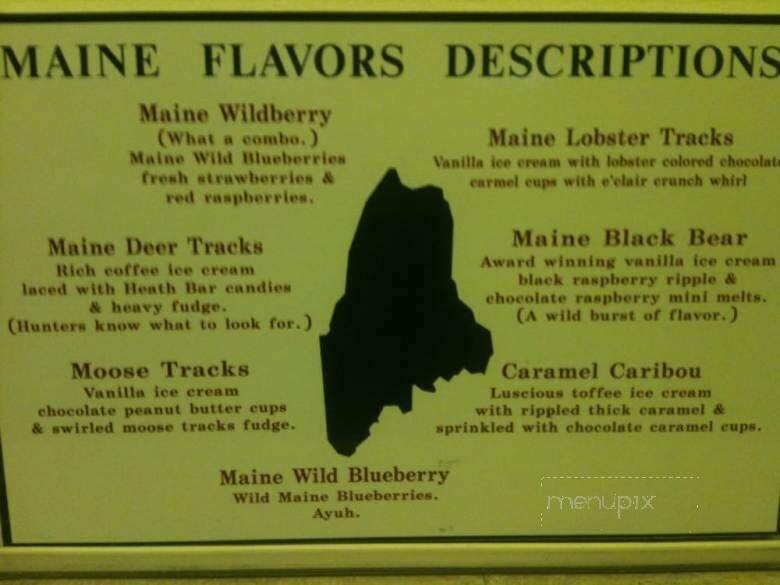 MAINE FLAVORS DESCRIPTIONS
Maine Wildberry
(What a combo.)
Maine Wild Blueberries
fresh strawberries &
red raspberries.
Maine Lobster Tracks
Vanilla ice cream with lobster colored chocolate
carmel cups with e'clair crunch whirl
Maine Deer Tracks
Rich coffee ice cream
laced with Heath Bar candies
& heavy fudge.
(Hunters know what to look for.)
Maine Black Bear
Award winning vanilla ice cream
black raspberry ripple &
chocolate raspberry mini melts.
(A wild burst of flavor.)
Moose Tracks
Vanilla ice cream
chocolate peanut butter cups
& swirled moose tracks fudge.
Caramel Caribou
Luscious toffee ice cream
with rippled thick caramel &
sprinkled with chocolate caramel cups.
Maine Wild Blueberry
Wild Maine Blueberries.
Ayuh.
menupix